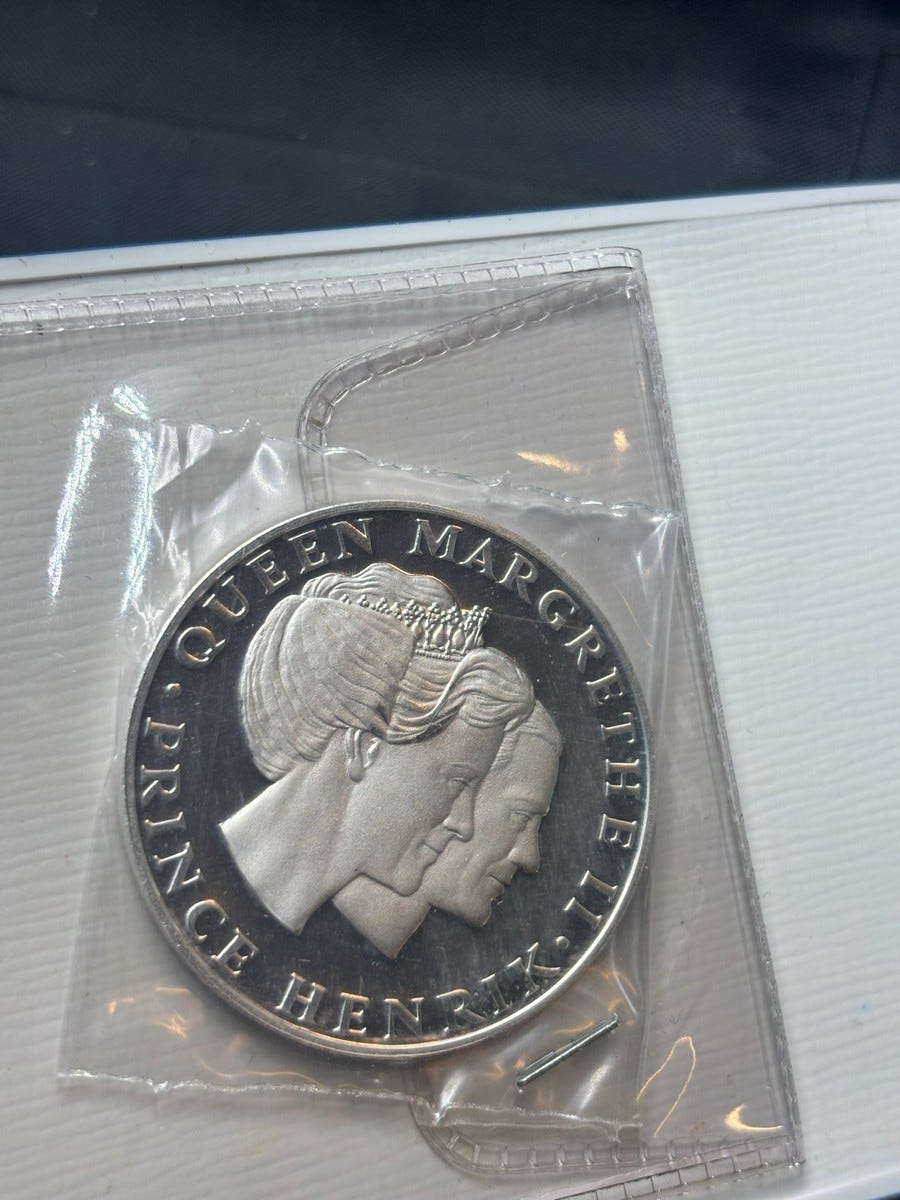 QUEEN MARGRETHE II
· PRINCE HENRIK ·